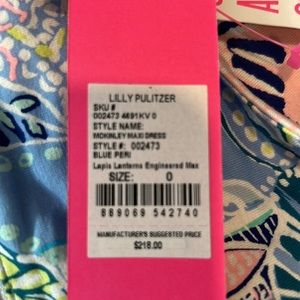 LILLY PULITZER
SKU #
002473 4691KV 0
STYLE NAME:
MCKINLEY MAXI DRESS
STYLE #: 002473
BLUE PERI
Lapis Lanterns Engineered Max
SIZE: 0
889069 542740
MANUFACTURER'S SUGGESTED PRICE
$218.00